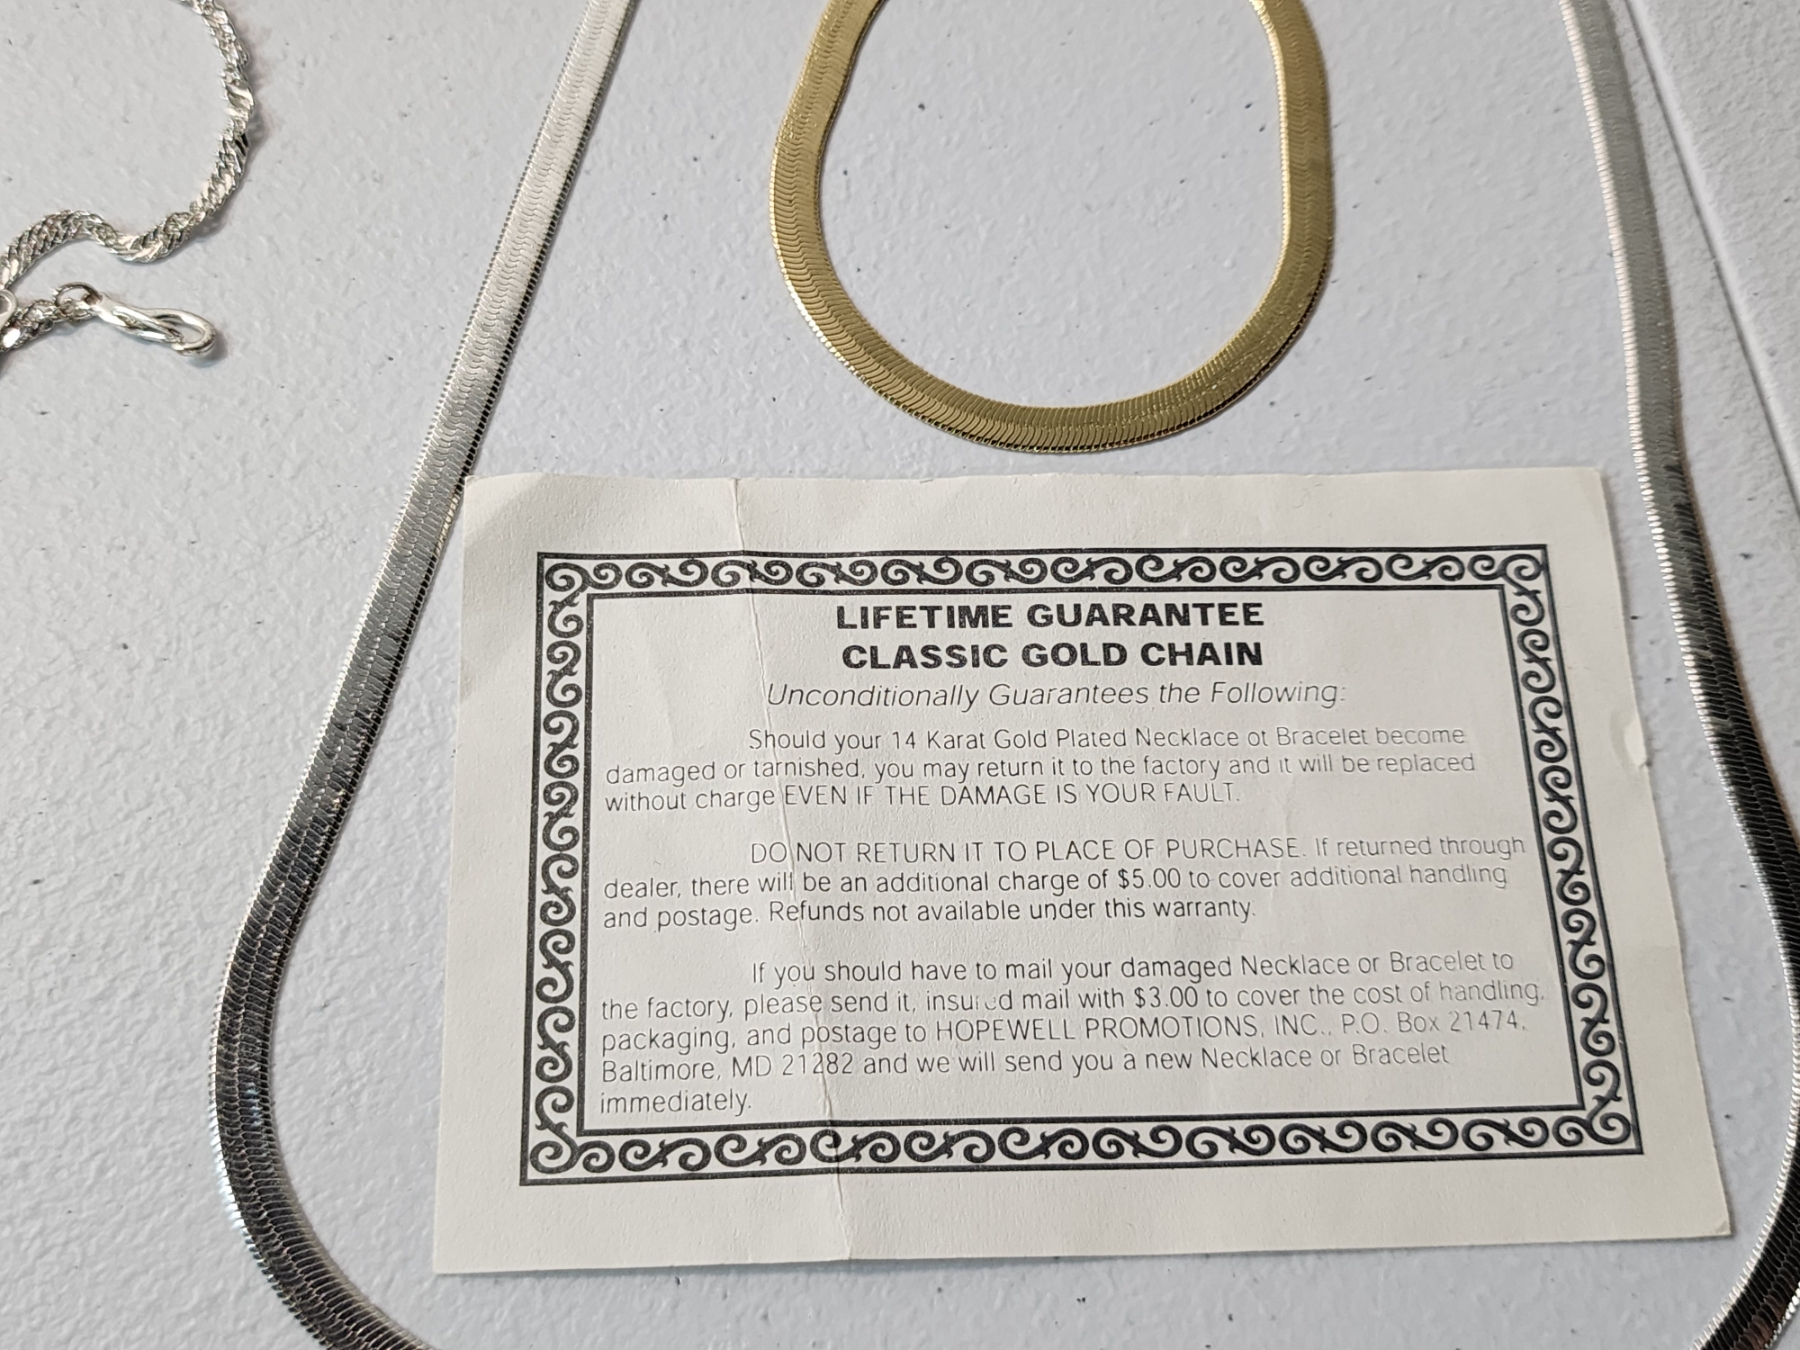 LIFETIME GUARANTEE
CLASSIC GOLD CHAIN
Unconditionally Guarantees the Following:
Should your 14 Karat Gold Plated Necklace ot Bracelet become
damaged or tarnished, you may return it to the factory and it will be replaced
without charge EVEN IF THE DAMAGE IS YOUR FAULT.
DO NOT RETURN IT TO PLACE OF PURCHASE. If returned through
dealer, there will be an additional charge of $5.00 to cover additional handling
and postage. Refunds not available under this warranty.
If you should have to mail your damaged Necklace or Bracelet to
the factory, please send it, insured mail with $3.00 to cover the cost of handling,
packaging, and postage to HOPEWELL PROMOTIONS, INC., P.O. Box 21474,
Baltimore, MD 21282 and we will send you a new Necklace or Bracelet
immediately.